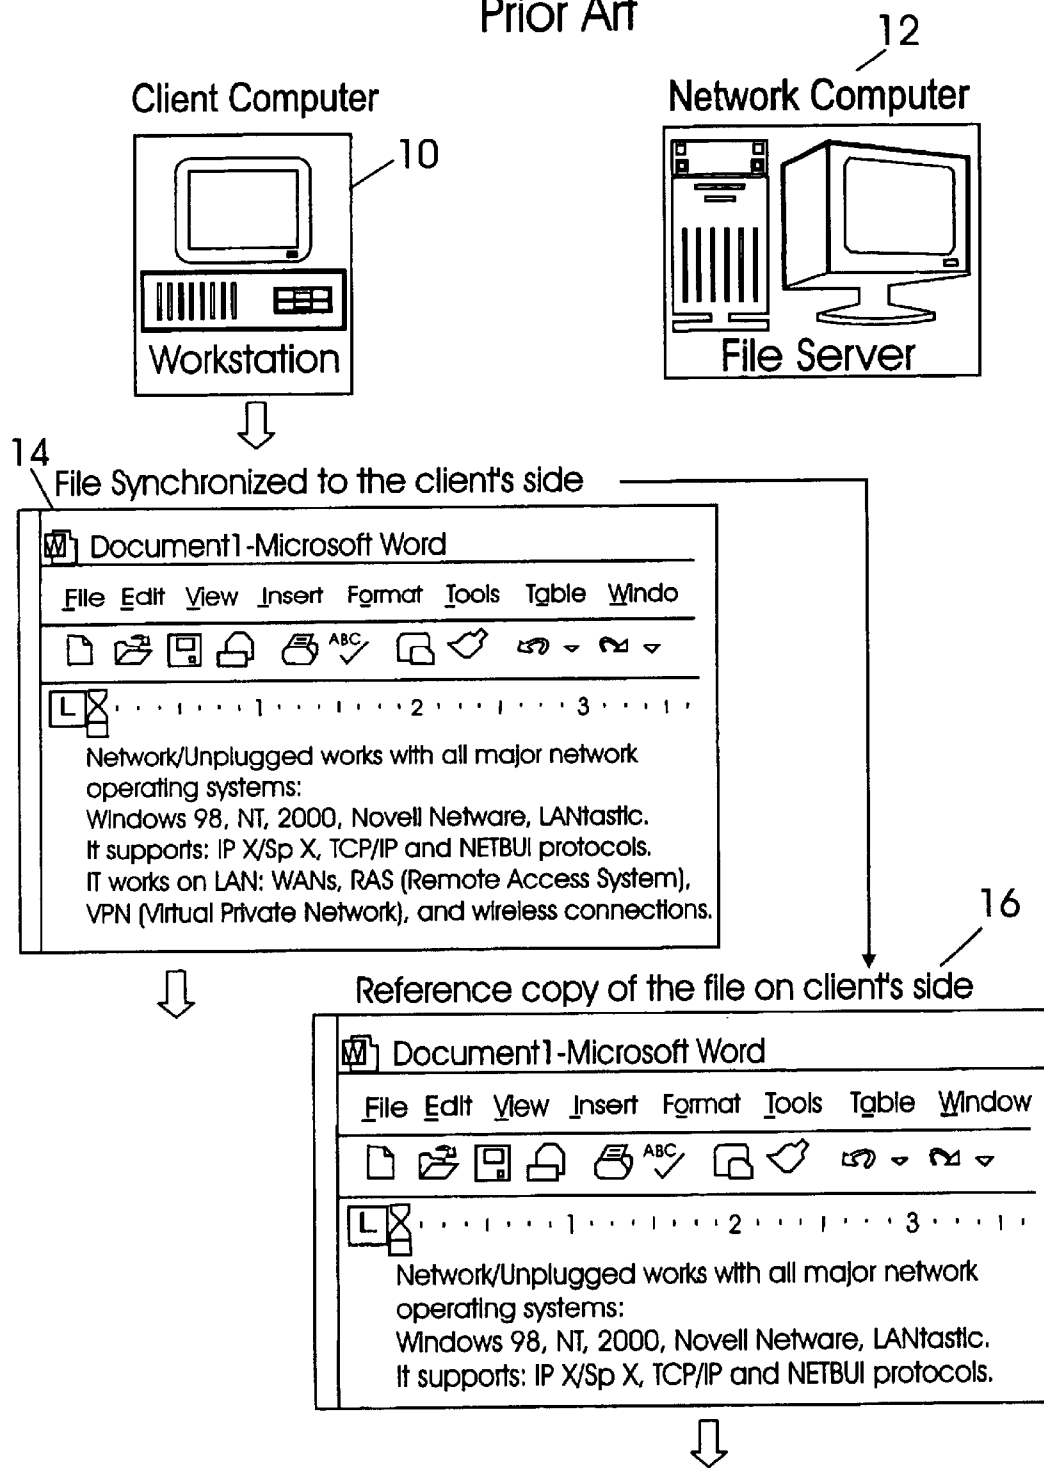 Prior Art
12
Client Computer
Network Computer
10
Workstation
File Server
14
File Synchronized to the client's side
Document1-Microsoft Word
File Edit View Insert Format Tools Table Windo
ABC
L 1 2 3
Network/Unplugged works with all major network
operating systems:
Windows 98, NT, 2000, Novell Netware, LANtastic.
It supports: IP X/Sp X, TCP/IP and NETBUI protocols.
IT works on LAN: WANs, RAS (Remote Access System),
VPN (Virtual Private Network), and wireless connections.
16
Reference copy of the file on client's side
Document1-Microsoft Word
File Edit View Insert Format Tools Table Window
ABC
L 1 2 3
Network/Unplugged works with all major network
operating systems:
Windows 98, NT, 2000, Novell Netware, LANtastic.
It supports: IP X/Sp X, TCP/IP and NETBUI protocols.